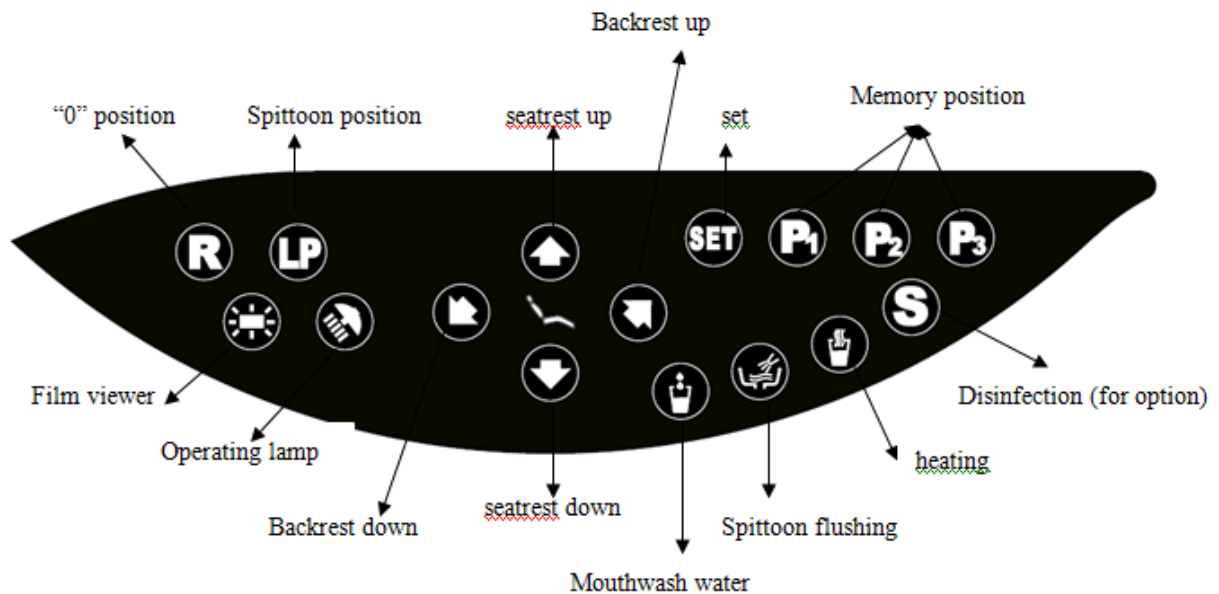 Backrest up
“0” position
Spittoon position
seatrest up
set
Memory position
R
LP
SET
P1
P2
P3
S
Film viewer
Operating lamp
Backrest down
seatrest down
Mouthwash water
Spittoon flushing
heating
Disinfection (for option)